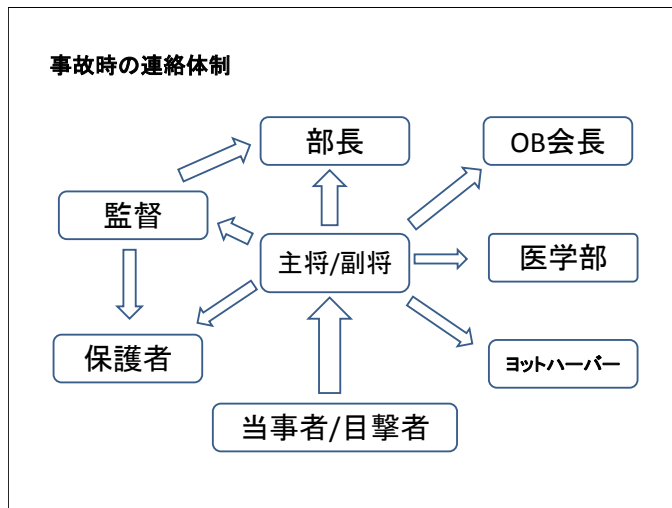 事故時の連絡体制
部長
OB会長
監督
主将/副将
医学部
保護者
ヨットハーバー
当事者/目撃者